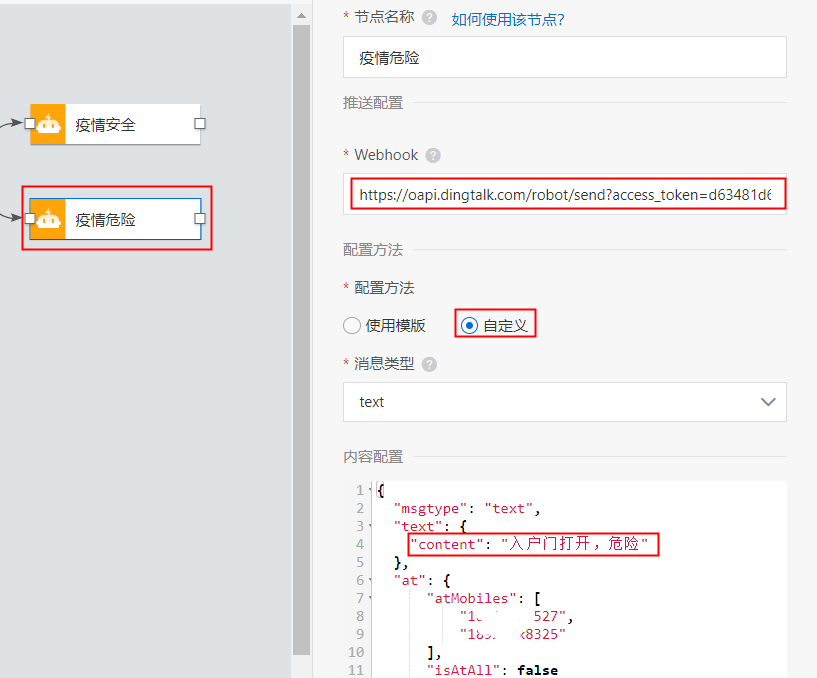 * 节点名称 ? 如何使用该节点?
疫情危险
推送配置
疫情安全
* Webhook ?
https://oapi.dingtalk.com/robot/send?access_token=d63481d6
疫情危险
配置方法
* 配置方法
使用模版 自定义
* 消息类型 ?
text
内容配置
1 {
2 "msgtype": "text",
3 "text": {
4 "content": "入户门打开，危险"
5 },
6 "at": {
7 "atMobiles": [
8 527",
9 8325"
10 ],
11 "isAtAll": false